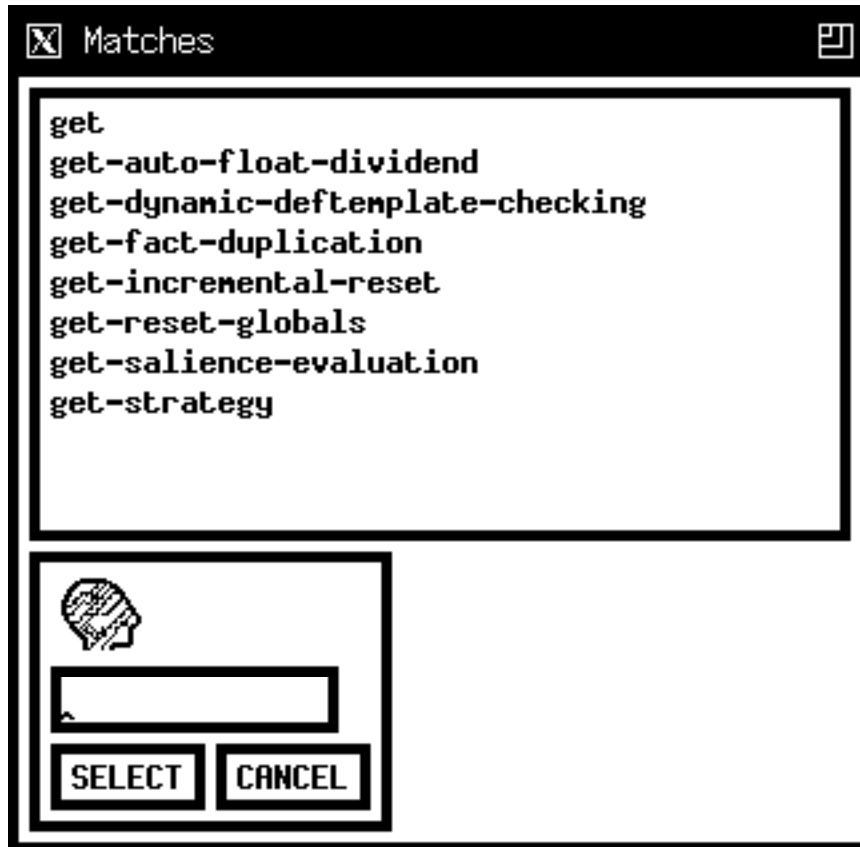 Matches
get
get-auto-float-dividend
get-dynamic-deftemplate-checking
get-fact-duplication
get-incremental-reset
get-reset-globals
get-salience-evaluation
get-strategy
SELECT CANCEL